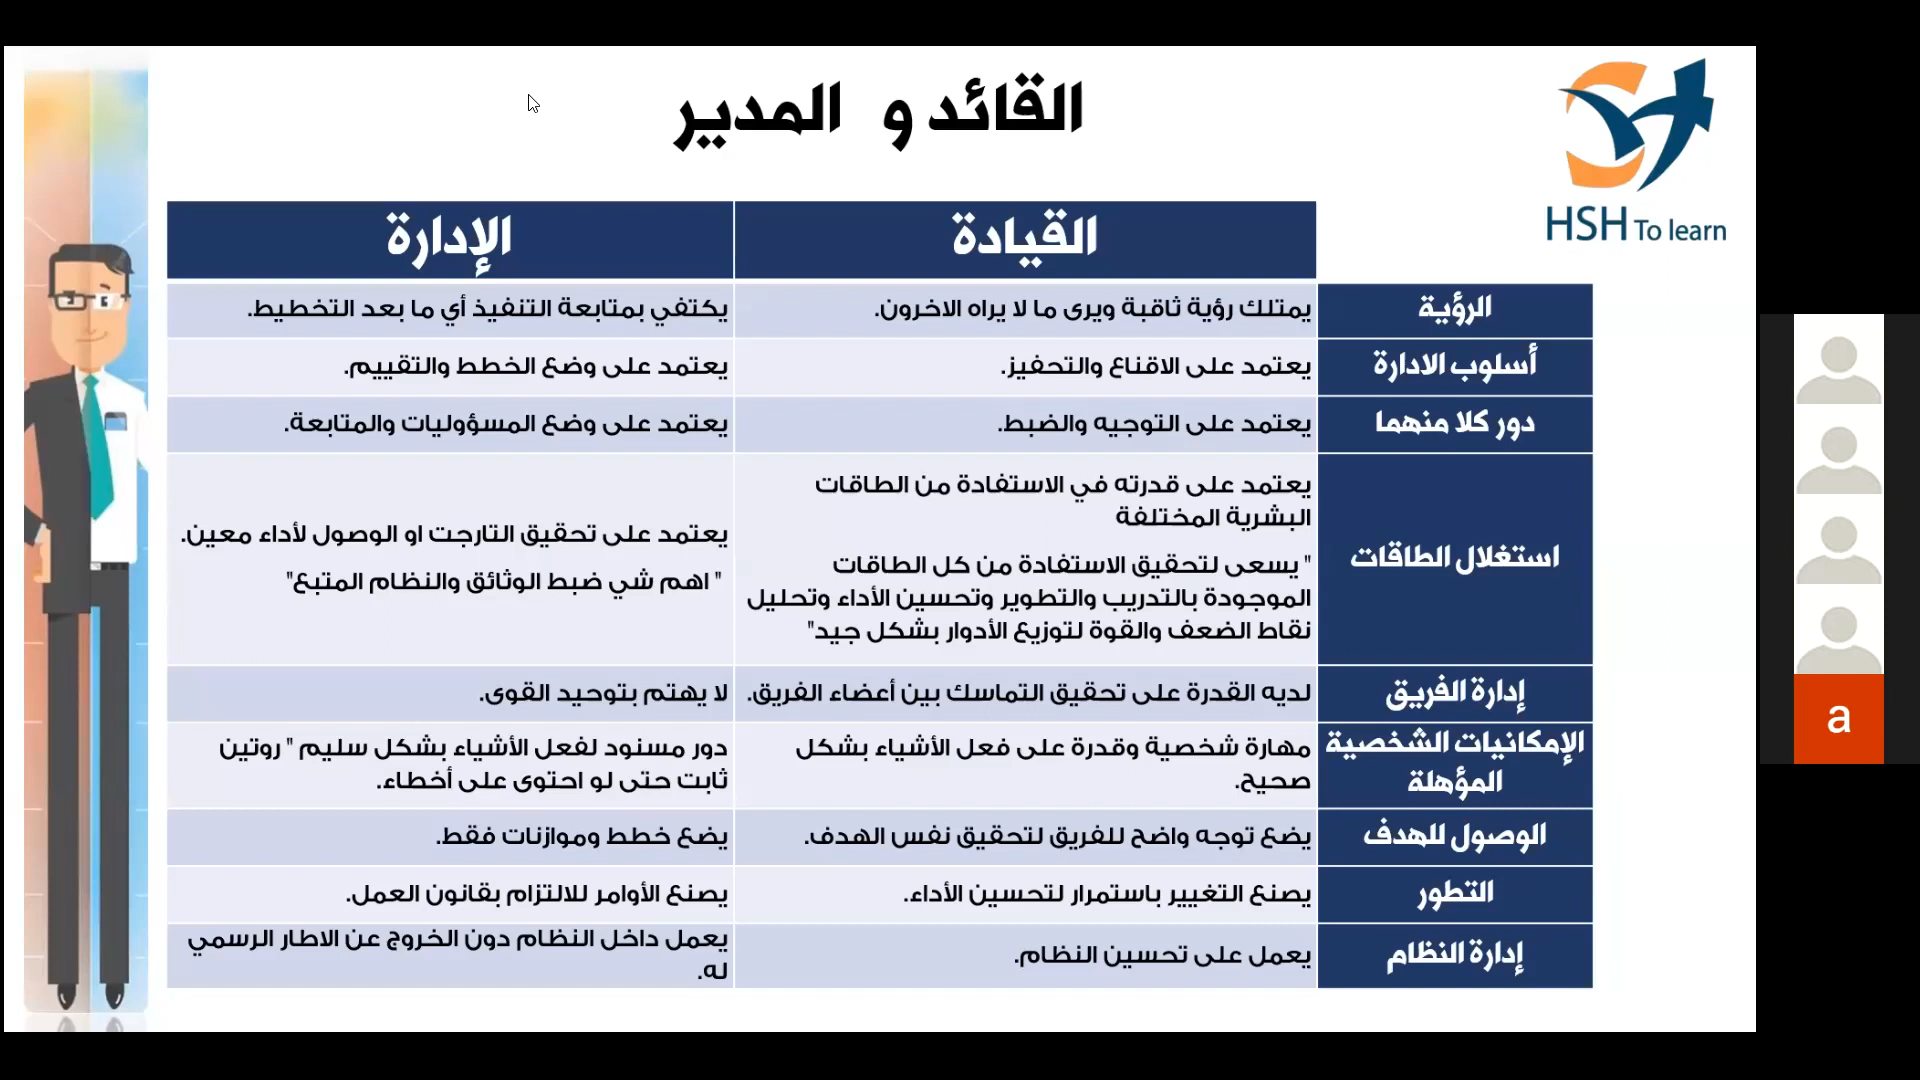 القائد و المدير
HSH To learn
القيادة
الإدارة
الرؤية
يمتلك رؤية ثاقبة ويرى ما لا يراه الاخرون.
يكتفي بمتابعة التنفيذ أي ما بعد التخطيط.
أسلوب الادارة
يعتمد على الاقناع والتحفيز.
يعتمد على وضع الخطط والتقييم.
دور كلا منهما
يعتمد على التوجيه والضبط.
يعتمد على وضع المسؤوليات والمتابعة.
استغلال الطاقات
يعتمد على قدرته في الاستفادة من الطاقات
البشرية المختلفة
" يسعى لتحقيق الاستفادة من كل الطاقات
الموجودة بالتدريب والتطوير وتحسين الأداء وتحليل
نقاط الضعف والقوة لتوزيع الأدوار بشكل جيد"
يعتمد على تحقيق التارجت او الوصول لأداء معين.
" اهم شي ضبط الوثائق والنظام المتبع"
إدارة الفريق
لديه القدرة على تحقيق التماسك بين أعضاء الفريق.
لا يهتم بتوحيد القوى.
الإمكانيات الشخصية
المؤهلة
مهارة شخصية وقدرة على فعل الأشياء بشكل
صحيح.
دور مسنود لفعل الأشياء بشكل سليم " روتين
ثابت حتى لو احتوى على أخطاء.
الوصول للهدف
يضع توجه واضح للفريق لتحقيق نفس الهدف.
يضع خطط وموازنات فقط.
التطور
يصنع التغيير باستمرار لتحسين الأداء.
يصنع الأوامر للالتزام بقانون العمل.
إدارة النظام
يعمل على تحسين النظام.
يعمل داخل النظام دون الخروج عن الاطار الرسمي
له.
a